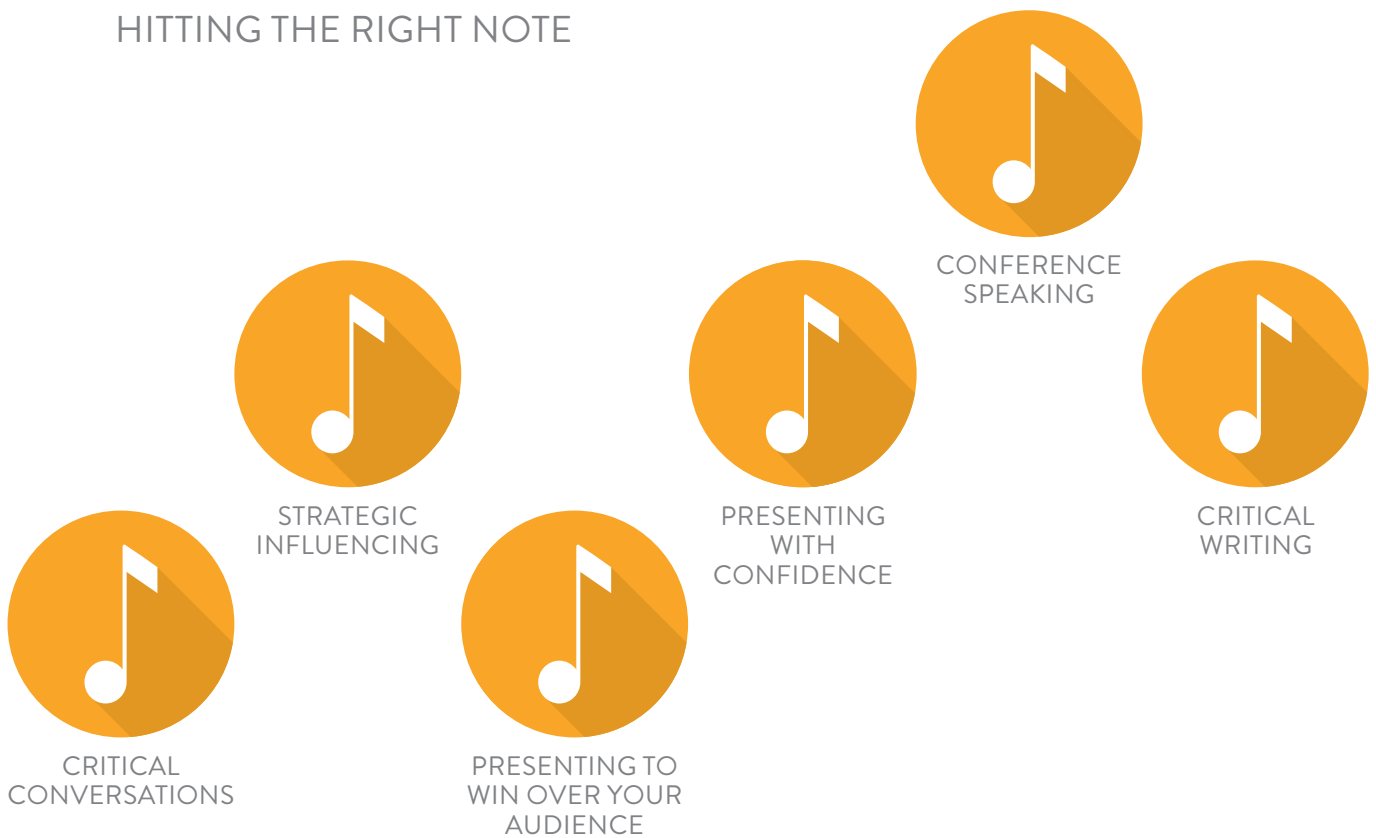 HITTING THE RIGHT NOTE
CRITICAL
CONVERSATIONS
STRATEGIC
INFLUENCING
PRESENTING TO
WIN OVER YOUR
AUDIENCE
PRESENTING
WITH
CONFIDENCE
CONFERENCE
SPEAKING
CRITICAL
WRITING